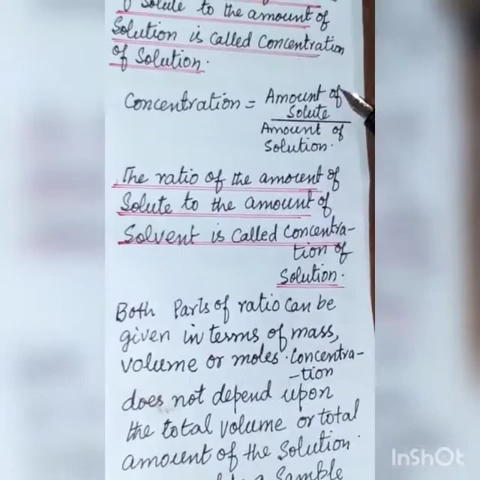 of Solute to the amount of
Solution is called Concentration
of Solution.
Concentration = Amount of
Solute
Amount of
Solution.
The ratio of the amount of
Solute to the amount of
Solvent is called Concentra-
tion of
Solution.
Both Parts of ratio can be
given in terms of mass,
volume or moles. Concentra-
-tion
does not depend upon
the total volume or total
amount of the Solution.
a Samble
InShOt